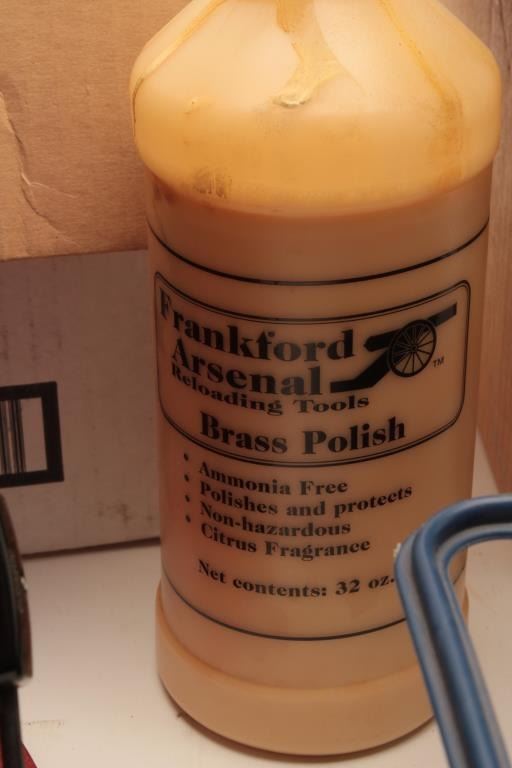 Frankford
Arsenal
TM
Reloading Tools
Brass Polish
• Ammonia Free
• Polishes and protects
• Non-hazardous
• Citrus Fragrance
Net contents: 32 oz.